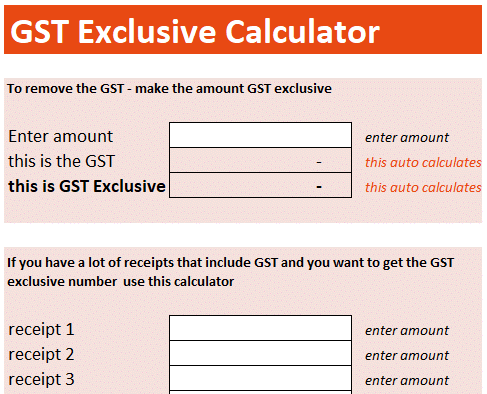 GST Exclusive Calculator
To remove the GST - make the amount GST exclusive
Enter amount enter amount
this is the GST - this auto calculates
this is GST Exclusive - this auto calculates
If you have a lot of receipts that include GST and you want to get the GST
exclusive number use this calculator
receipt 1 enter amount
receipt 2 enter amount
receipt 3 enter amount